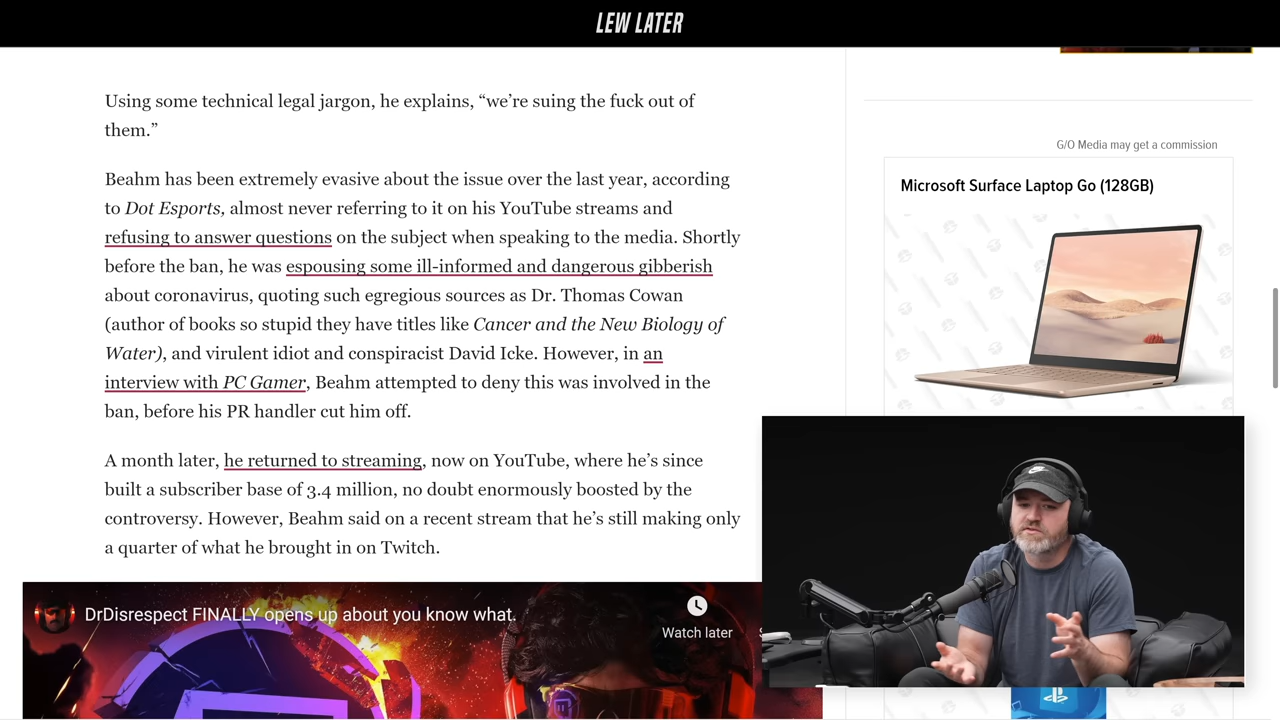 LEW LATER
Using some technical legal jargon, he explains, “we’re suing the fuck out of
them.”
Beahm has been extremely evasive about the issue over the last year, according
to Dot Esports, almost never referring to it on his YouTube streams and
refusing to answer questions on the subject when speaking to the media. Shortly
before the ban, he was espousing some ill-informed and dangerous gibberish
about coronavirus, quoting such egregious sources as Dr. Thomas Cowan
(author of books so stupid they have titles like Cancer and the New Biology of
Water), and virulent idiot and conspiracist David Icke. However, in an
interview with PC Gamer, Beahm attempted to deny this was involved in the
ban, before his PR handler cut him off.
A month later, he returned to streaming, now on YouTube, where he’s since
built a subscriber base of 3.4 million, no doubt enormously boosted by the
controversy. However, Beahm said on a recent stream that he’s still making only
a quarter of what he brought in on Twitch.
DrDisrespect FINALLY opens up about you know what.
Watch later
G/O Media may get a commission
Microsoft Surface Laptop Go (128GB)